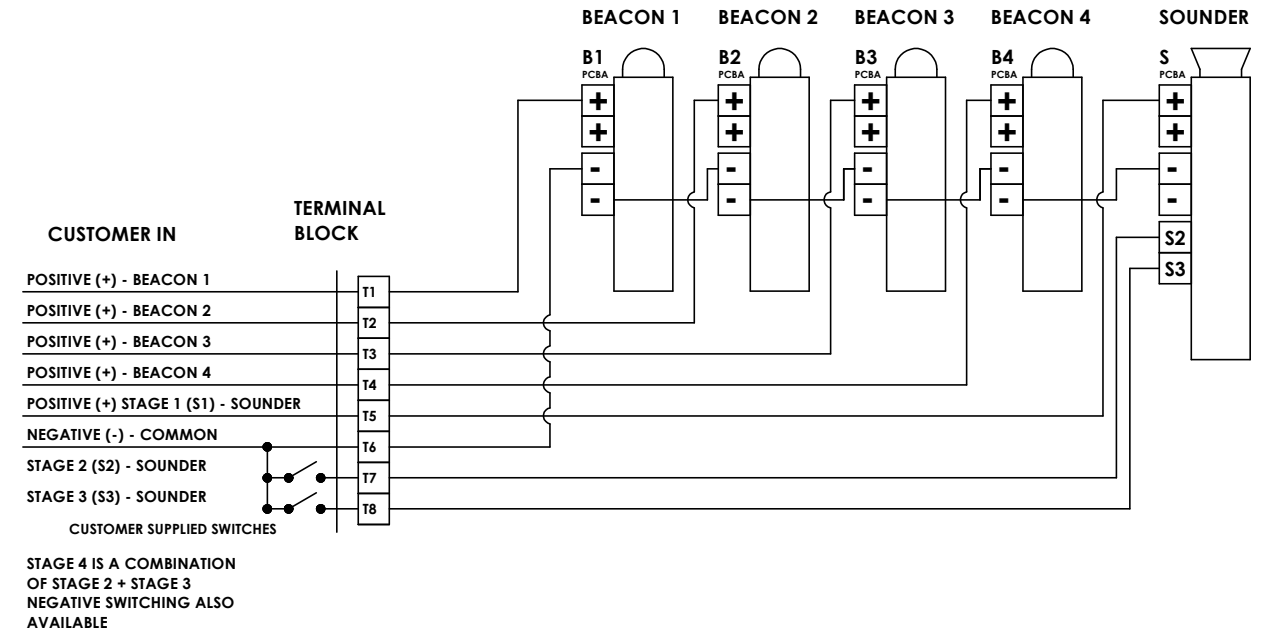 BEACON 1 BEACON 2 BEACON 3 BEACON 4 SOUNDER
B1 B2 B3 B4 S
PCBA PCBA PCBA PCBA PCBA
+ + + + +
+ + + + +
- - - - -
- - - - -
S2
S3
TERMINAL
BLOCK
CUSTOMER IN
POSITIVE (+) - BEACON 1
T1
POSITIVE (+) - BEACON 2
T2
POSITIVE (+) - BEACON 3
T3
POSITIVE (+) - BEACON 4
T4
POSITIVE (+) STAGE 1 (S1) - SOUNDER
T5
NEGATIVE (-) - COMMON
T6
STAGE 2 (S2) - SOUNDER
T7
STAGE 3 (S3) - SOUNDER
T8
CUSTOMER SUPPLIED SWITCHES
STAGE 4 IS A COMBINATION
OF STAGE 2 + STAGE 3
NEGATIVE SWITCHING ALSO
AVAILABLE